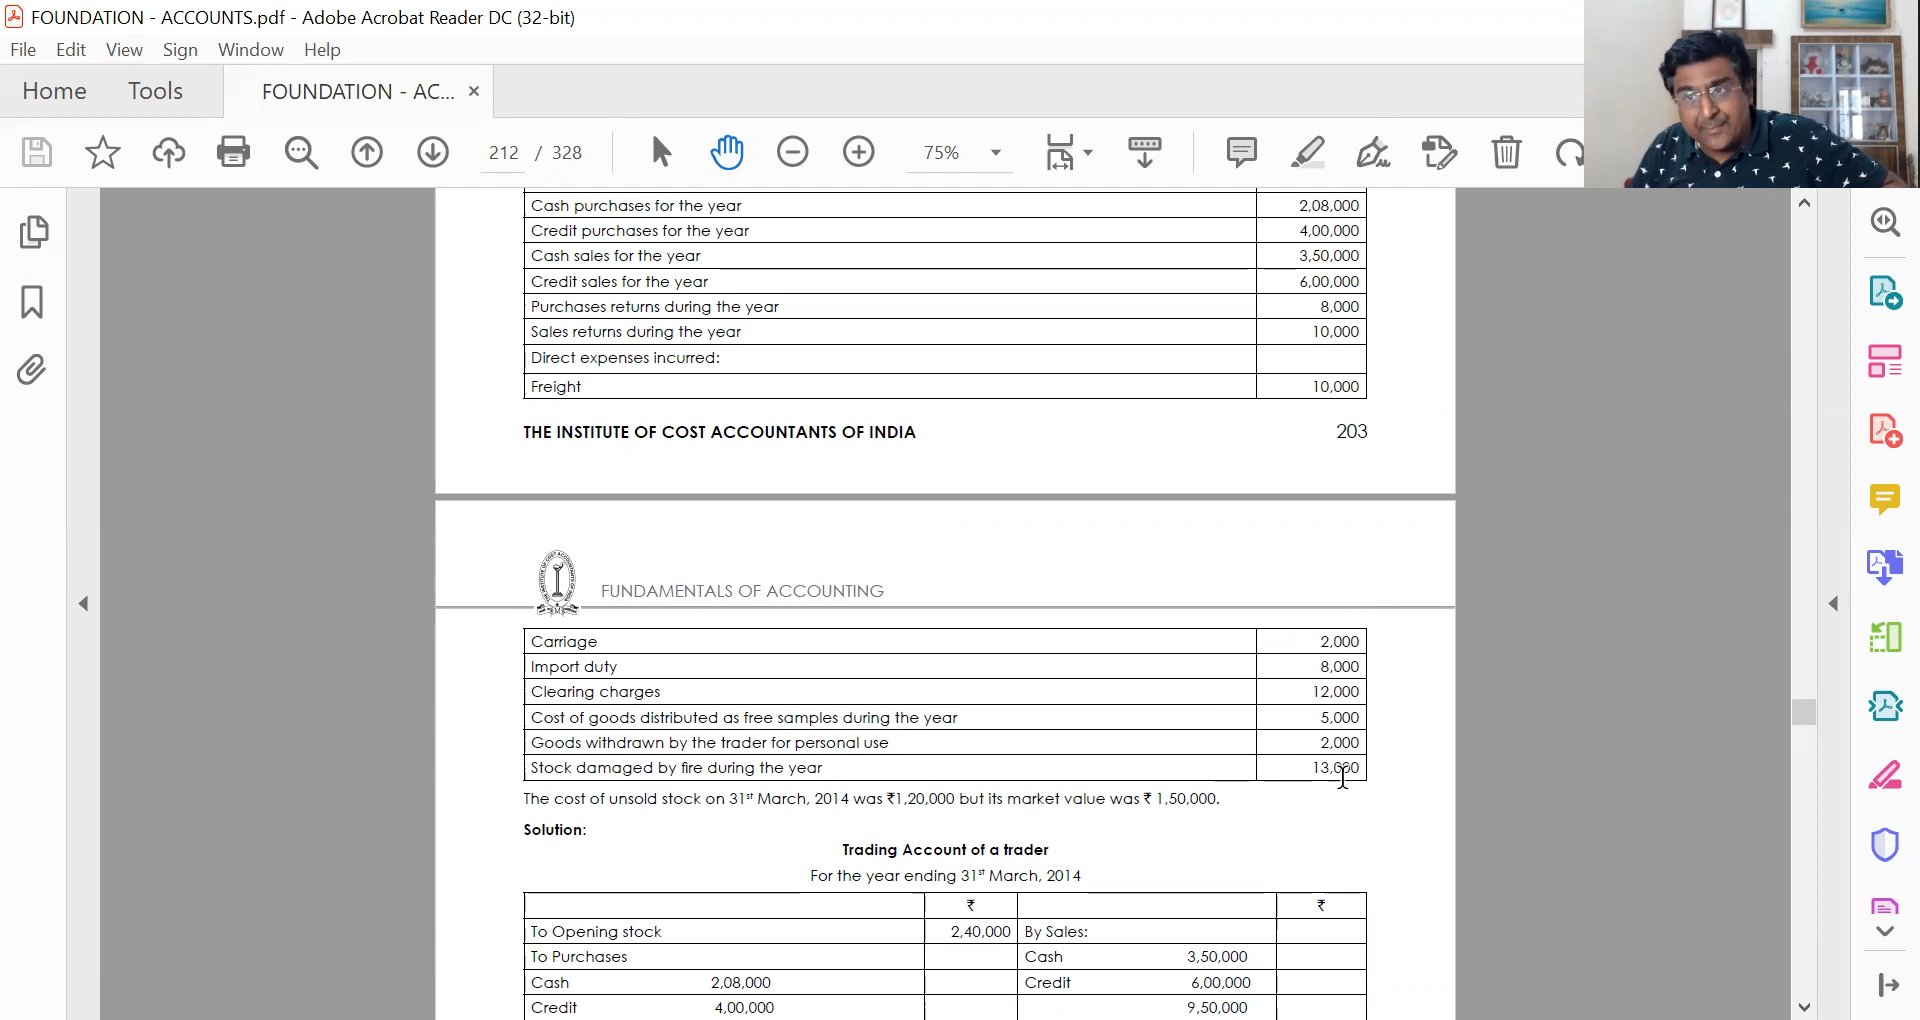 FOUNDATION - ACCOUNTS.pdf - Adobe Acrobat Reader DC (32-bit)
File Edit View Sign Window Help
Home Tools FOUNDATION - AC... ×
212 / 328 75%
Cash purchases for the year 2,08,000
Credit purchases for the year 4,00,000
Cash sales for the year 3,50,000
Credit sales for the year 6,00,000
Purchases returns during the year 8,000
Sales returns during the year 10,000
Direct expenses incurred:
Freight 10,000
THE INSTITUTE OF COST ACCOUNTANTS OF INDIA 203
FUNDAMENTALS OF ACCOUNTING
Carriage 2,000
Import duty 8,000
Clearing charges 12,000
Cost of goods distributed as free samples during the year 5,000
Goods withdrawn by the trader for personal use 2,000
Stock damaged by fire during the year 13,000
The cost of unsold stock on 31st March, 2014 was ₹1,20,000 but its market value was ₹ 1,50,000.
Solution:
Trading Account of a trader
For the year ending 31st March, 2014
₹ ₹
To Opening stock 2,40,000 By Sales:
To Purchases Cash 3,50,000
Cash 2,08,000 Credit 6,00,000
Credit 4,00,000 9,50,000